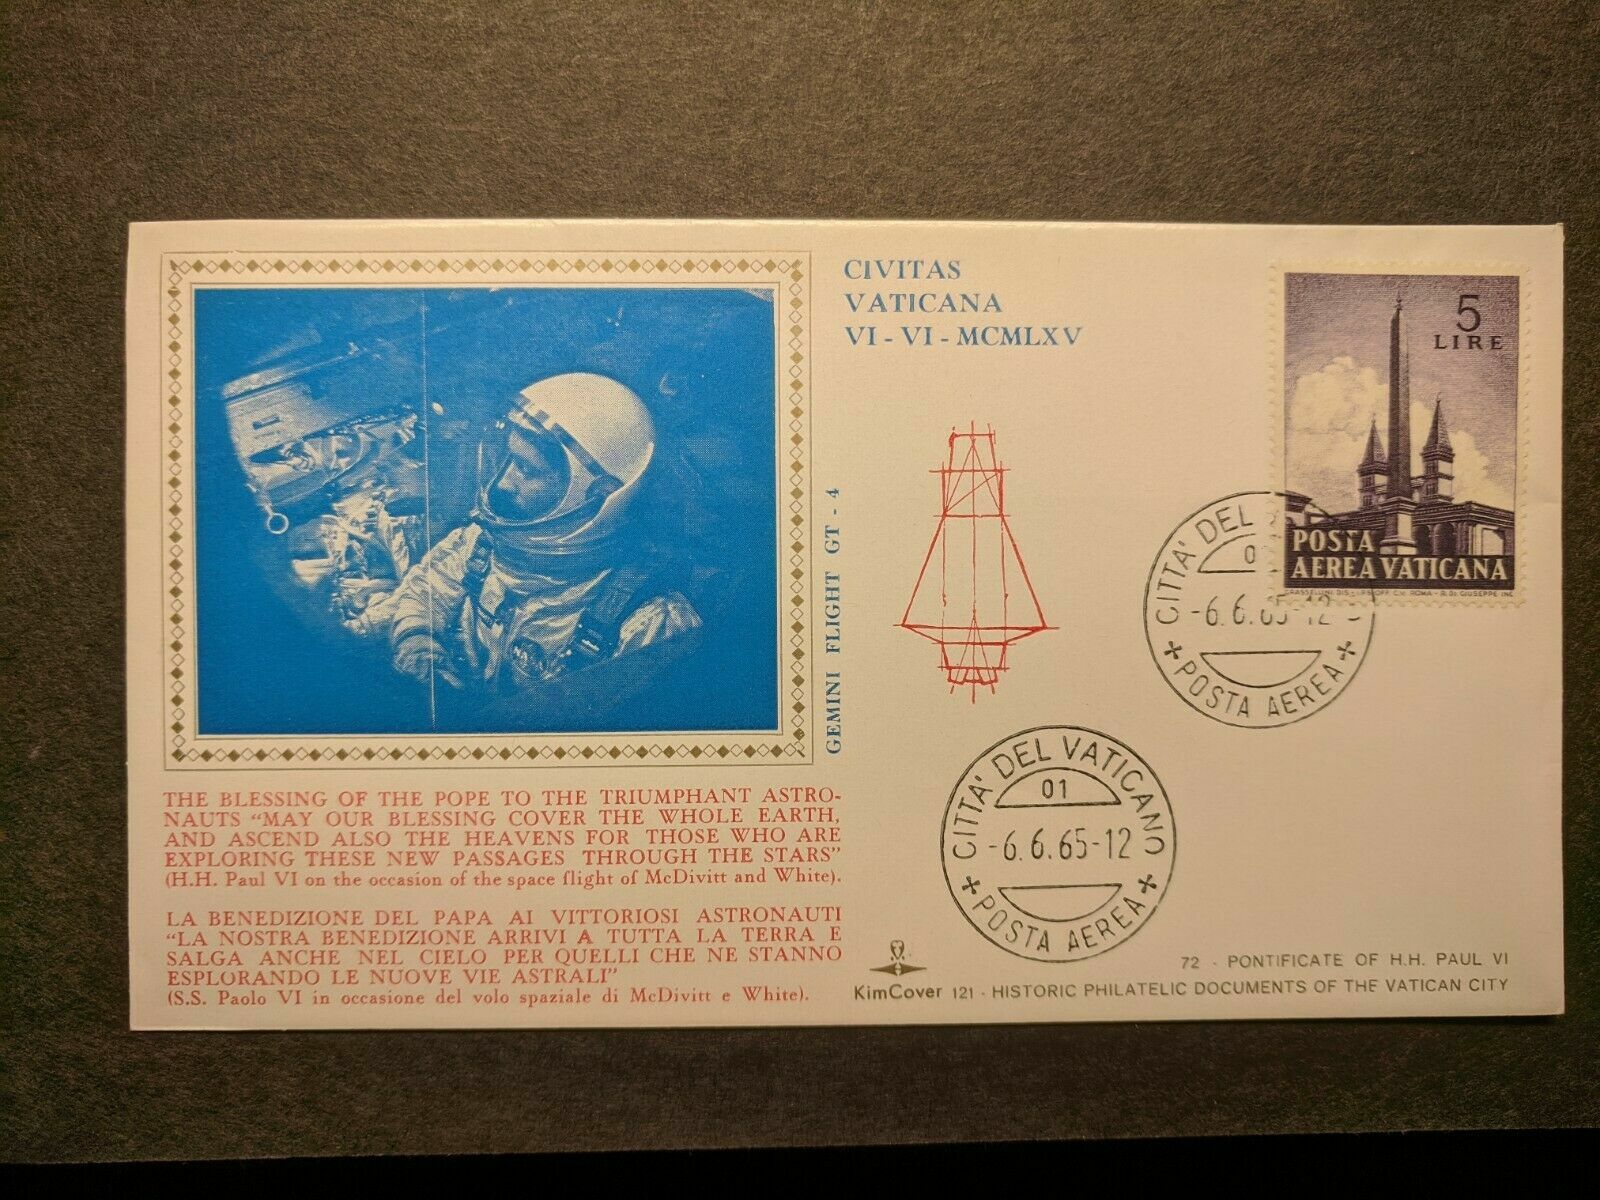 CIVITAS
VATICANA
VI - VI - MCMLXV
GEMINI FLIGHT GT - 4
5
LIRE
POSTA
AEREA VATICANA
CITTA' DEL
-6.6.65-12
POSTA AEREA
CITTA' DEL VATICANO
01
-6.6.65-12
POSTA AEREA
THE BLESSING OF THE POPE TO THE TRIUMPHANT ASTRO-
NAUTS "MAY OUR BLESSING COVER THE WHOLE EARTH,
AND ASCEND ALSO THE HEAVENS FOR THOSE WHO ARE
EXPLORING THESE NEW PASSAGES THROUGH THE STARS"
(H.H. Paul VI on the occasion of the space flight of McDivitt and White).
LA BENEDIZIONE DEL PAPA AI VITTORIOSI ASTRONAUTI
"LA NOSTRA BENEDIZIONE ARRIVI A TUTTA LA TERRA E
SALGA ANCHE NEL CIELO PER QUELLI CHE NE STANNO
ESPLORANDO LE NUOVE VIE ASTRALI"
(S.S. Paolo VI in occasione del volo spaziale di McDivitt e White).
72 - PONTIFICATE OF H.H. PAUL VI
KimCover 121 - HISTORIC PHILATELIC DOCUMENTS OF THE VATICAN CITY